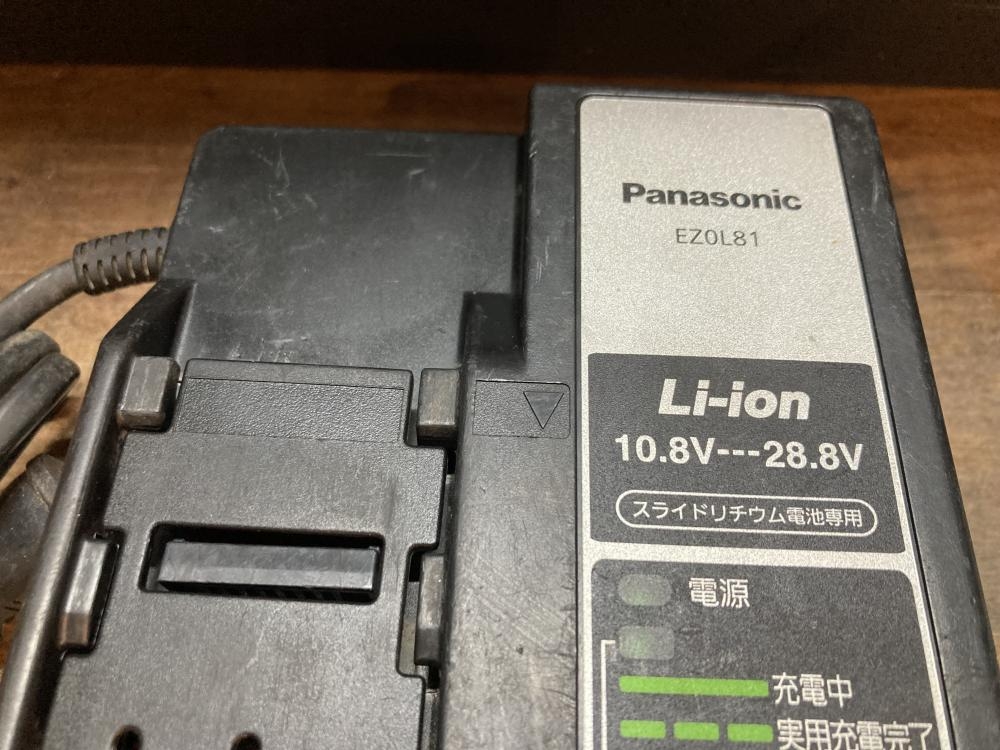 Panasonic
EZ0L81
Li-ion
10.8V---28.8V
スライドリチウム電池専用
電源
充電中
実用充電完了